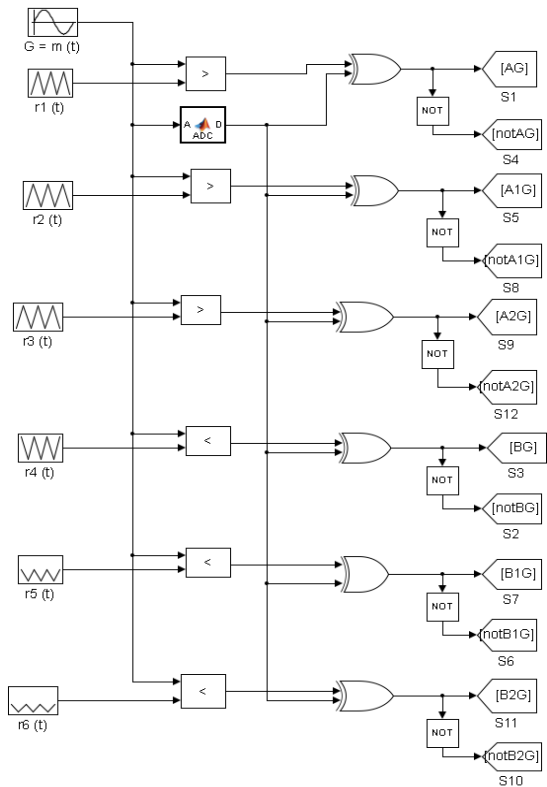 G = m (t)
>
[AG]
r1 (t)
S1
NOT
A D
ADC
[notAG]
S4
>
[A1G]
r2 (t)
S5
NOT
[notA1G]
S8
>
[A2G]
r3 (t)
S9
NOT
[notA2G]
S12
<
[BG]
r4 (t)
S3
NOT
[notBG]
S2
<
[B1G]
r5 (t)
S7
NOT
[notB1G]
S6
<
[B2G]
r6 (t)
S11
NOT
[notB2G]
S10